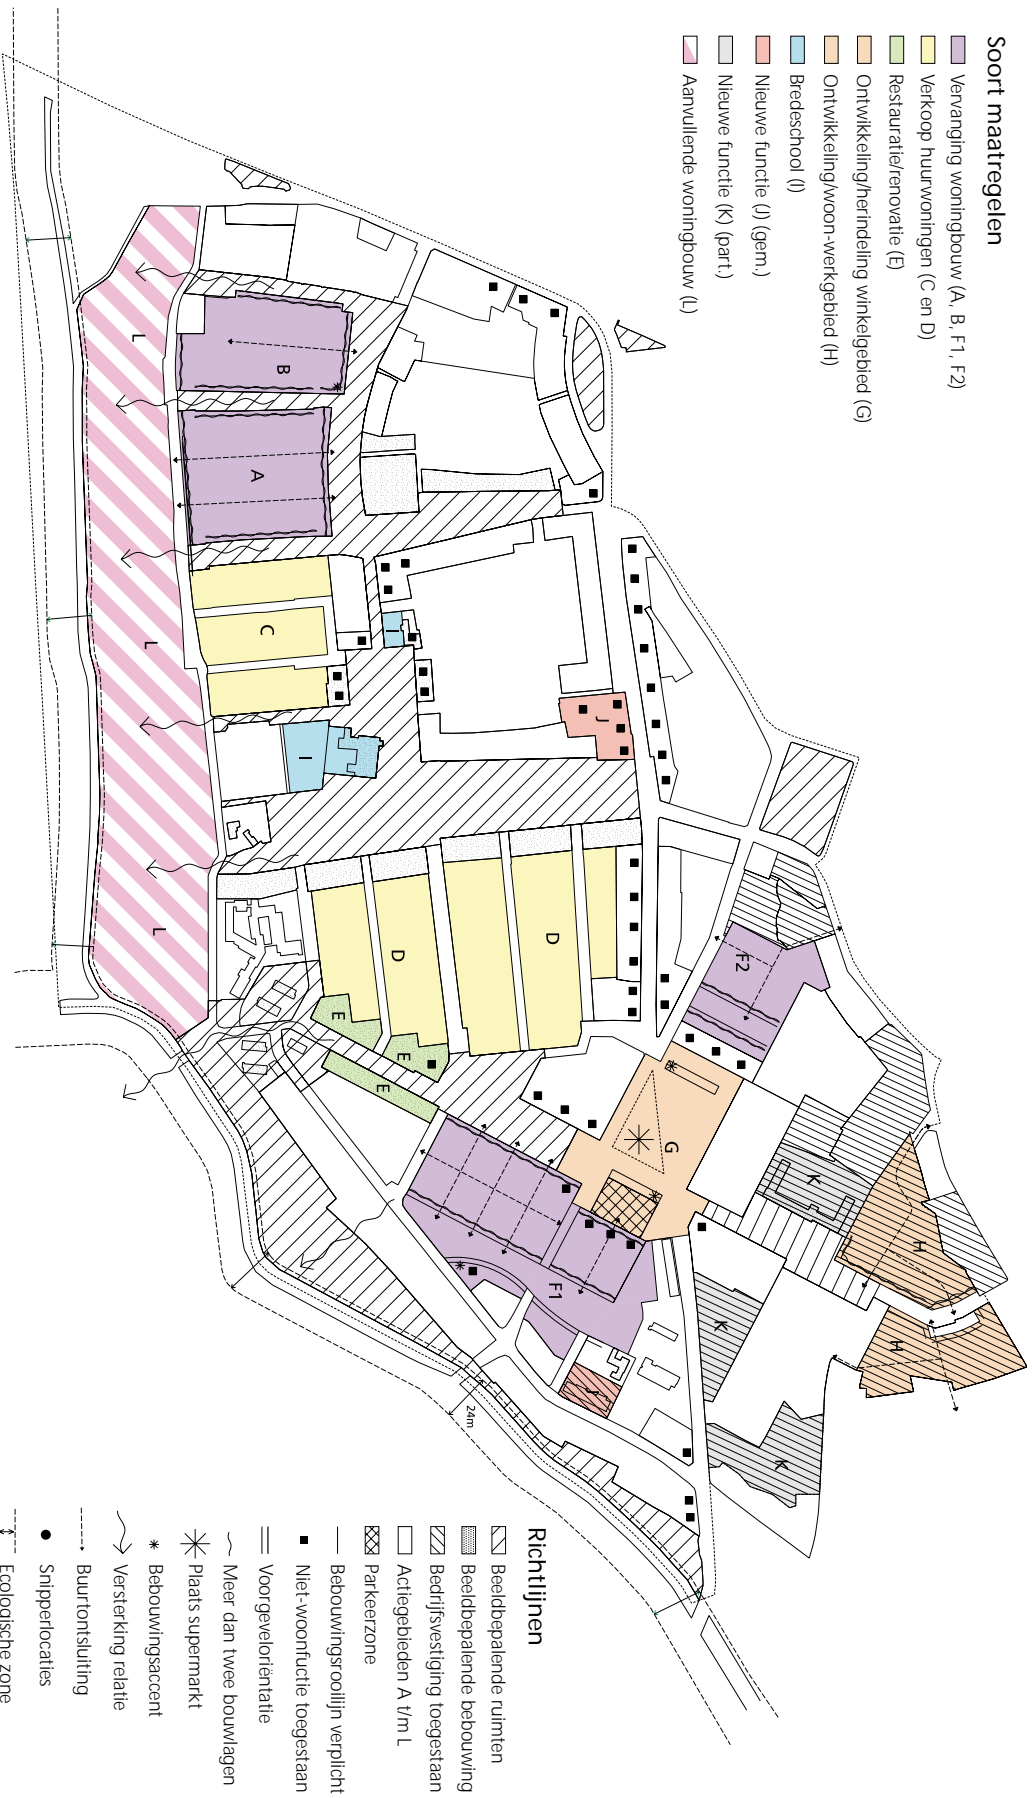 Soort maatregelen
Vervanging woningbouw (A, B, F1, F2)
Verkoop huurwoningen (C en D)
Restauratie/renovatie (E)
Ontwikkeling/herindeling winkelgebied (G)
Ontwikkeling/woon-werkgebied (H)
Bredeschool (I)
Nieuwe functie (J) (gem.)
Nieuwe functie (K) (part.)
Aanvullende woningbouw (L)
L
B
A
L
C
I
I
J
L
L
D
D
E
E
E
F2
G
F1
K
H
H
K
K
J
24m
Richtlijnen
Beeldbepalende ruimten
Beeldbepalende bebouwing
Bedrijfsvestiging toegestaan
Actiegebieden A t/m L
Parkeerzone
Bebouwingsrooilijn verplicht
Niet-woonfuctie toegestaan
Voorgeveloriëntatie
Meer dan twee bouwlagen
Plaats supermarkt
Bebouwingsaccent
Versterking relatie
Buurtontsluiting
Snipperlocaties
Ecologische zone